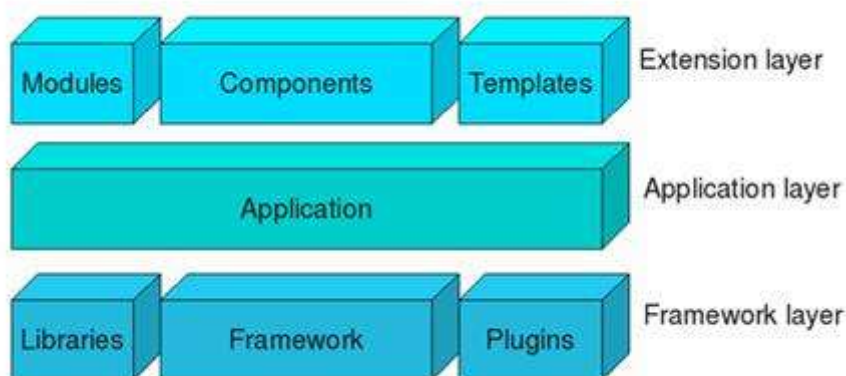 Modules Components Templates Extension layer
Application Application layer
Libraries Framework Plugins Framework layer